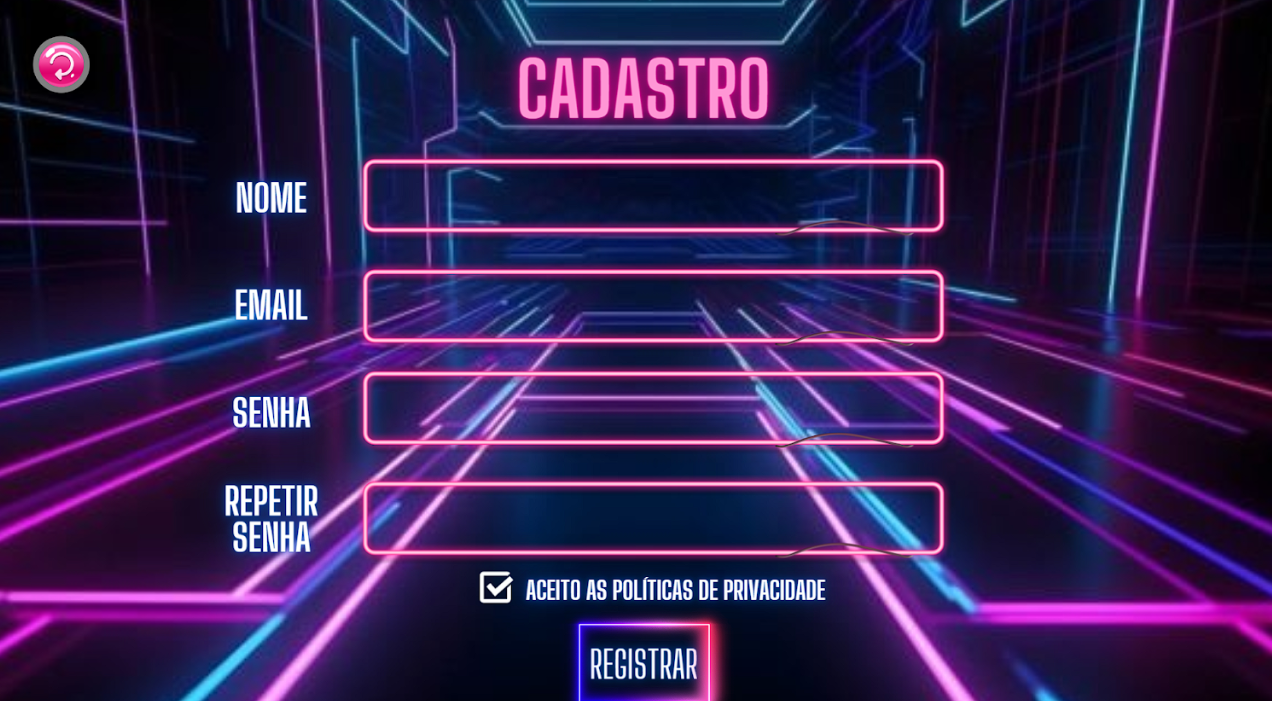 CADASTRO
NOME
EMAIL
SENHA
REPETIR
SENHA
ACEITO AS POLÍTICAS DE PRIVACIDADE
REGISTRAR